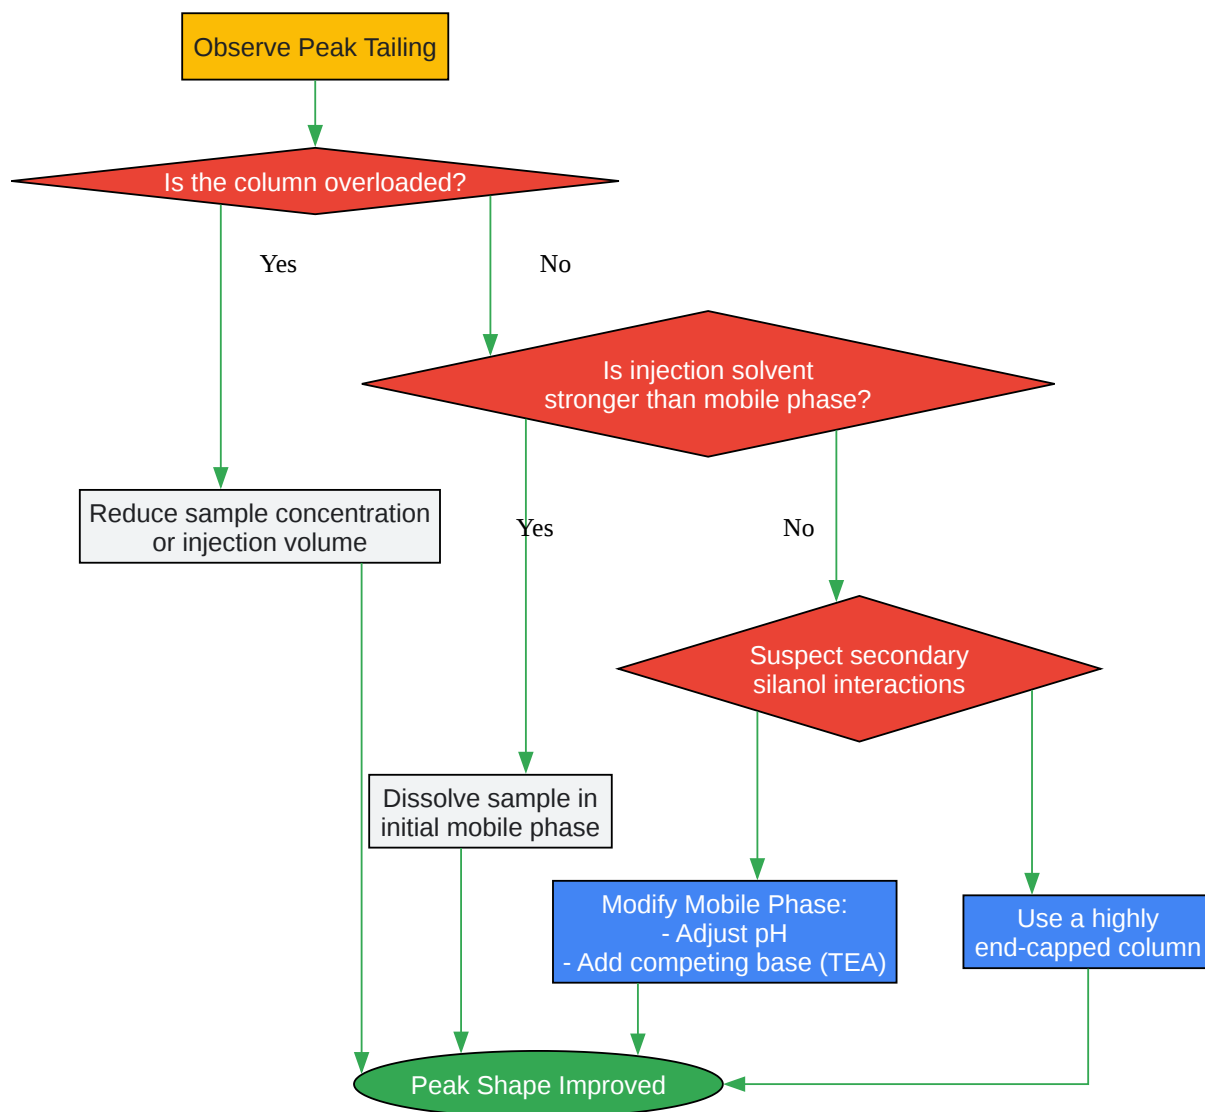 Observe Peak Tailing
Is the column overloaded?
Yes
No
Is injection solvent
stronger than mobile phase?
Reduce sample concentration
or injection volume
Yes
No
Suspect secondary
silanol interactions
Dissolve sample in
initial mobile phase
Modify Mobile Phase:
- Adjust pH
- Add competing base (TEA)
Use a highly
end-capped column
Peak Shape Improved